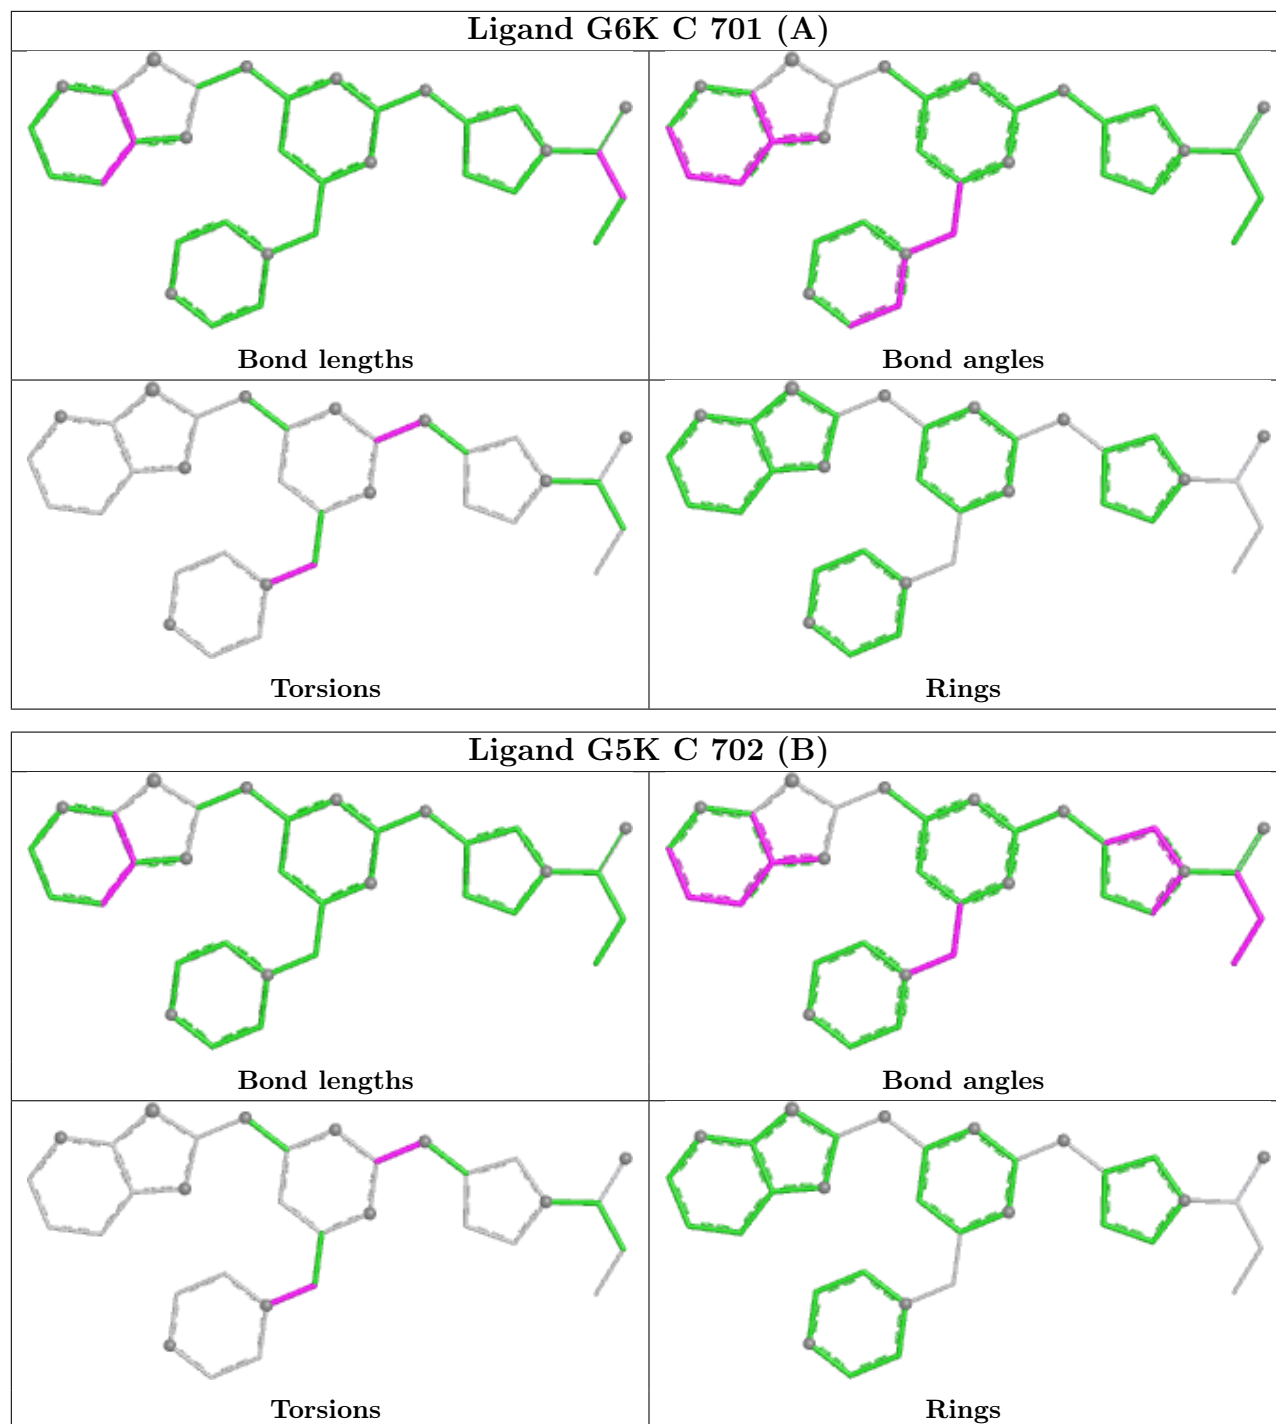 Ligand G6K C 701 (A)
Bond lengths
Bond angles
Torsions
Rings
Ligand G5K C 702 (B)
Bond lengths
Bond angles
Torsions
Rings